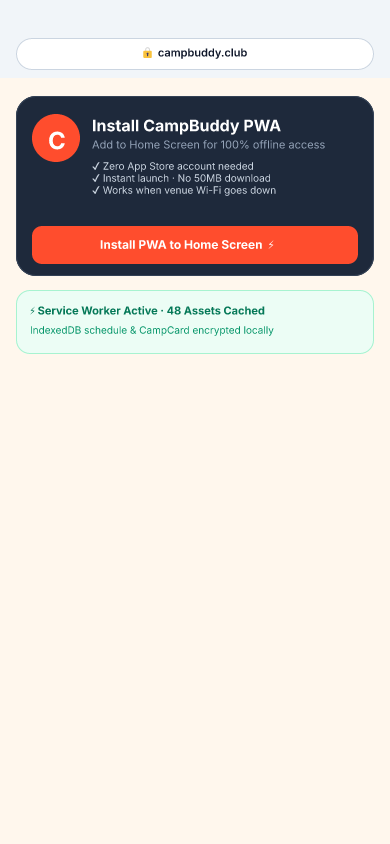 🔒 campbuddy.club
C
Install CampBuddy PWA
Add to Home Screen for 100% offline access
✓ Zero App Store account needed
✓ Instant launch · No 50MB download
✓ Works when venue Wi-Fi goes down
Install PWA to Home Screen ⚡
⚡ Service Worker Active · 48 Assets Cached
IndexedDB schedule & CampCard encrypted locally